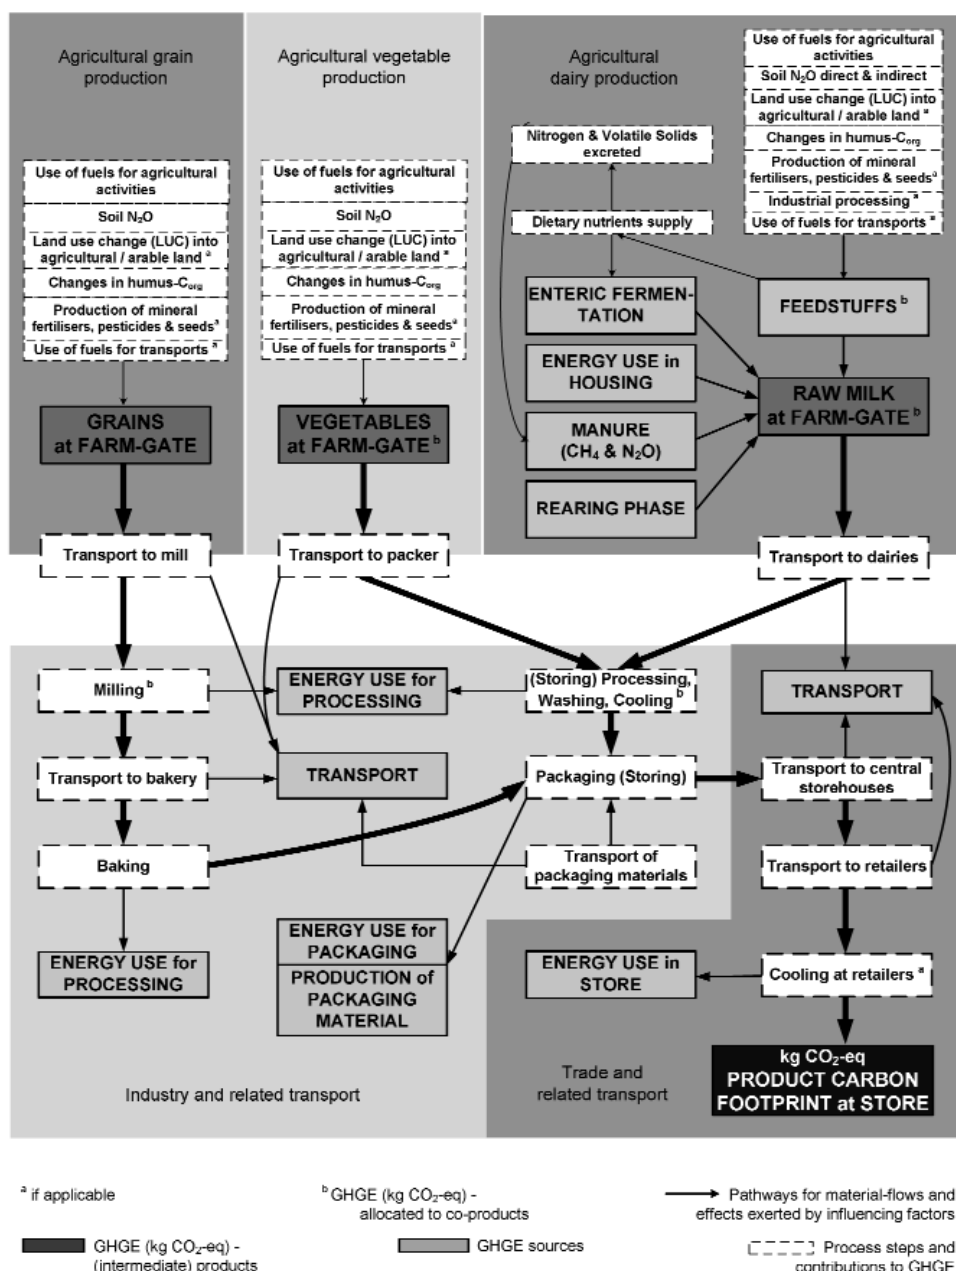 Agricultural grain
production
Use of fuels for agricultural
activities
Soil N₂O
Land use change (LUC) into
agricultural / arable land ᵃ
Changes in humus-Corg
Production of mineral
fertilisers, pesticides & seedsᵃ
Use of fuels for transports ᵃ
GRAINS
at FARM-GATE
Transport to mill
Agricultural vegetable
production
Use of fuels for agricultural
activities
Soil N₂O
Land use change (LUC) into
agricultural / arable land ᵃ
Changes in humus-Corg
Production of mineral
fertilisers, pesticides & seedsᵃ
Use of fuels for transports ᵃ
VEGETABLES
at FARM-GATE ᵇ
Transport to packer
Agricultural
dairy production
Use of fuels for agricultural
activities
Soil N₂O direct & indirect
Land use change (LUC) into
agricultural / arable land ᵃ
Changes in humus-Corg
Production of mineral
fertilisers, pesticides & seedsᵃ
Industrial processing ᵃ
Use of fuels for transports ᵃ
Nitrogen & Volatile Solids
excreted
Dietary nutrients supply
ENTERIC FERMEN-
TATION
FEEDSTUFFS ᵇ
ENERGY USE in
HOUSING
RAW MILK
at FARM-GATE ᵇ
MANURE
(CH₄ & N₂O)
REARING PHASE
Transport to dairies
Milling ᵇ
ENERGY USE for
PROCESSING
(Storing) Processing,
Washing, Cooling ᵇ
TRANSPORT
Transport to bakery
TRANSPORT
Packaging (Storing)
Transport to central
storehouses
Baking
Transport of
packaging materials
Transport to retailers
ENERGY USE for
PROCESSING
ENERGY USE for
PACKAGING
PRODUCTION of
PACKAGING
MATERIAL
ENERGY USE in
STORE
Cooling at retailers ᵃ
kg CO₂-eq
PRODUCT CARBON
FOOTPRINT at STORE
Industry and related transport
Trade and
related transport
ᵃ if applicable
ᵇ GHGE (kg CO₂-eq) -
allocated to co-products
Pathways for material-flows and
effects exerted by influencing factors
GHGE (kg CO₂-eq) -
(intermediate) products
GHGE sources
Process steps and
contributions to GHGE